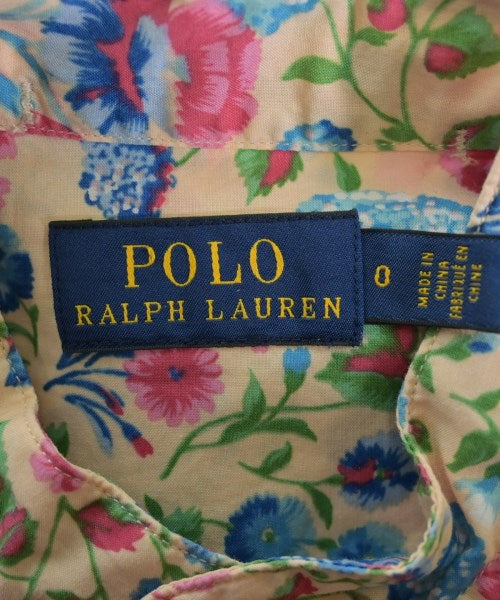 POLO
RALPH LAUREN
0
MADE IN
CHINA
FABRIQUÉ EN
CHINE